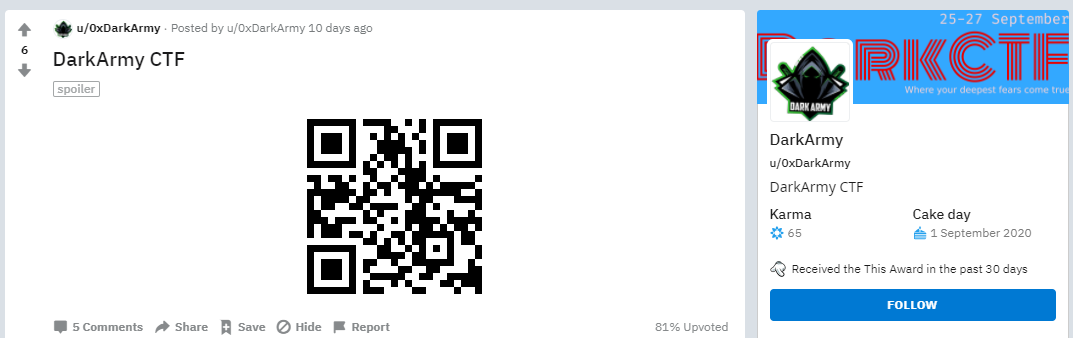 u/0xDarkArmy · Posted by u/0xDarkArmy 10 days ago
6
DarkArmy CTF
spoiler
5 Comments Share Save Hide Report 81% Upvoted
25-27 September
DARKCTF
Where your deepest fears come true
DARK ARMY
DarkArmy
u/0xDarkArmy
DarkArmy CTF
Karma Cake day
65 1 September 2020
Received the This Award in the past 30 days
FOLLOW